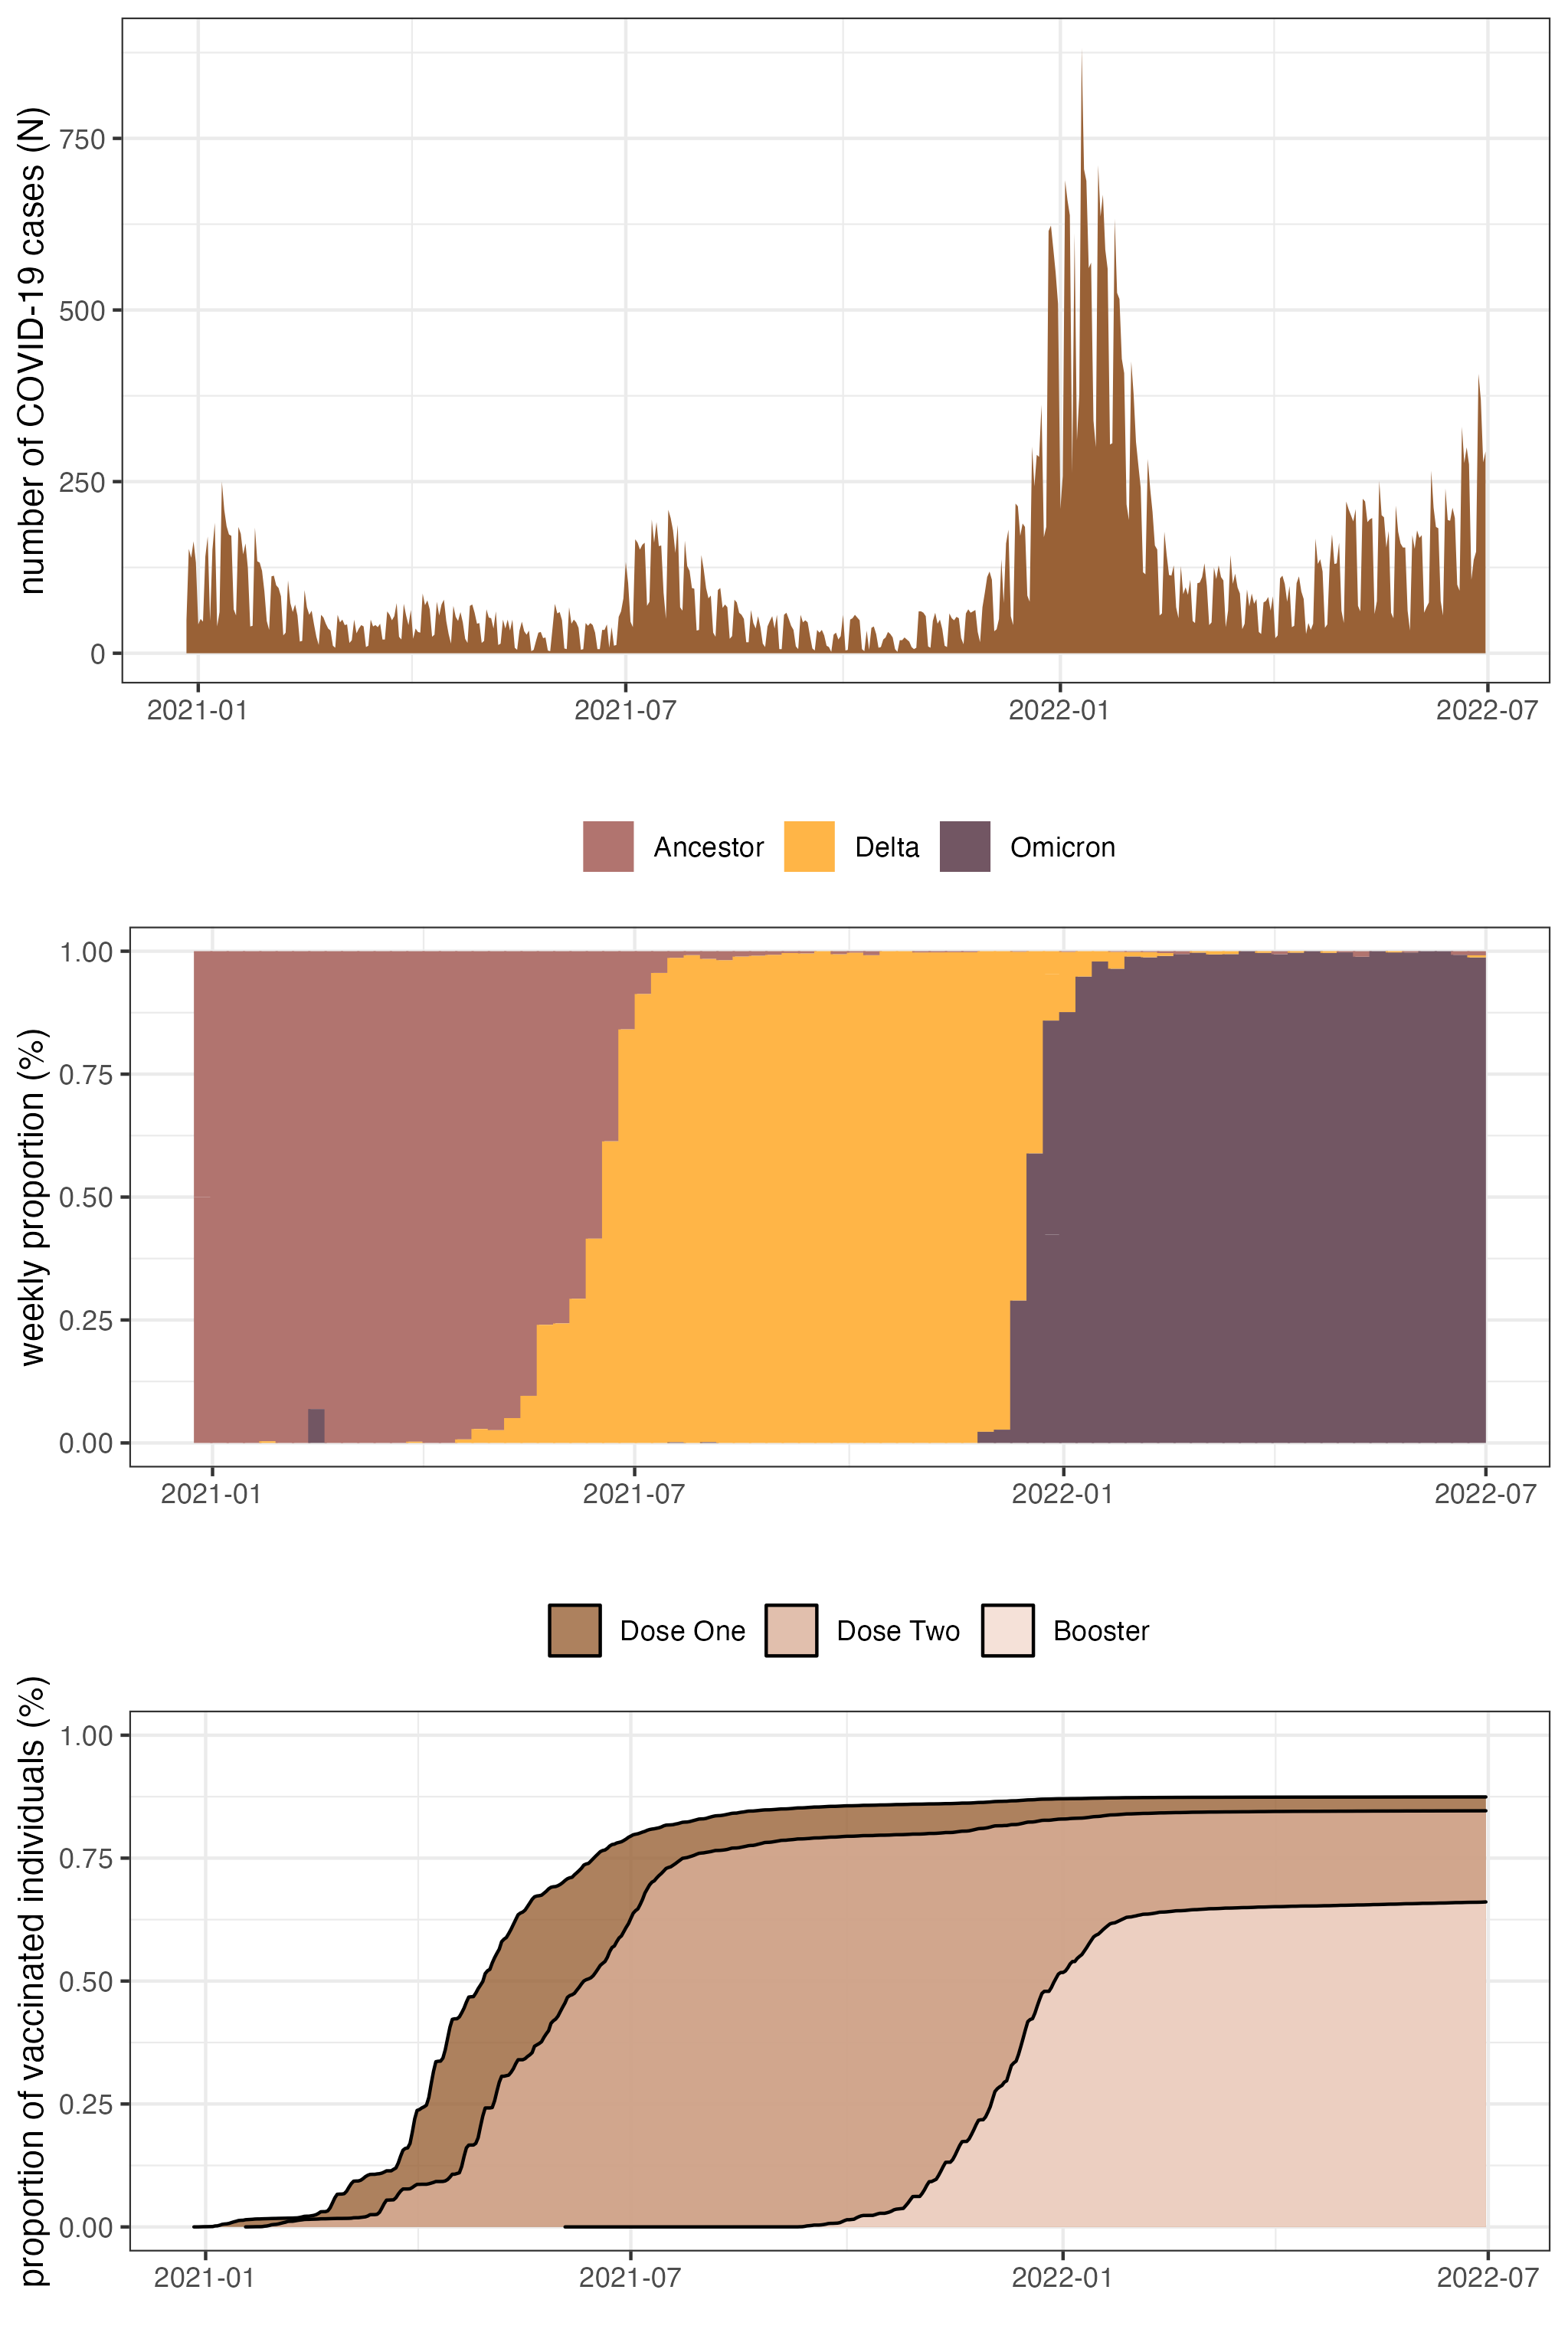 number of COVID-19 cases (N)
750
500
250
0
2021-01
2021-07
2022-01
2022-07
Ancestor
Delta
Omicron
weekly proportion (%)
1.00
0.75
0.50
0.25
0.00
2021-01
2021-07
2022-01
2022-07
Dose One
Dose Two
Booster
proportion of vaccinated individuals (%)
1.00
0.75
0.50
0.25
0.00
2021-01
2021-07
2022-01
2022-07